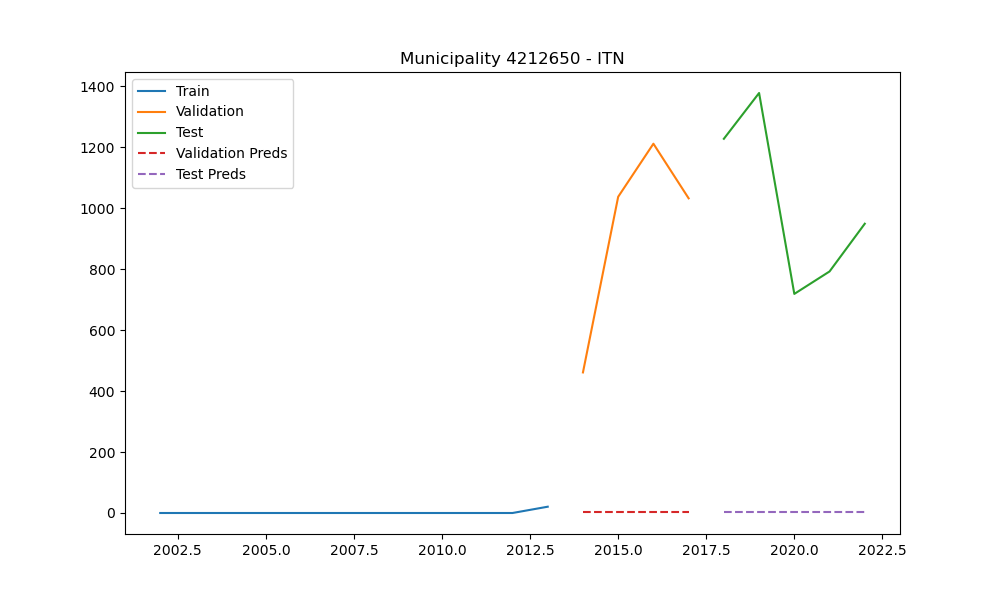 Municipality 4212650 - ITN
Train
Validation
Test
Validation Preds
Test Preds
1400
1200
1000
800
600
400
200
0
2002.5 2005.0 2007.5 2010.0 2012.5 2015.0 2017.5 2020.0 2022.5